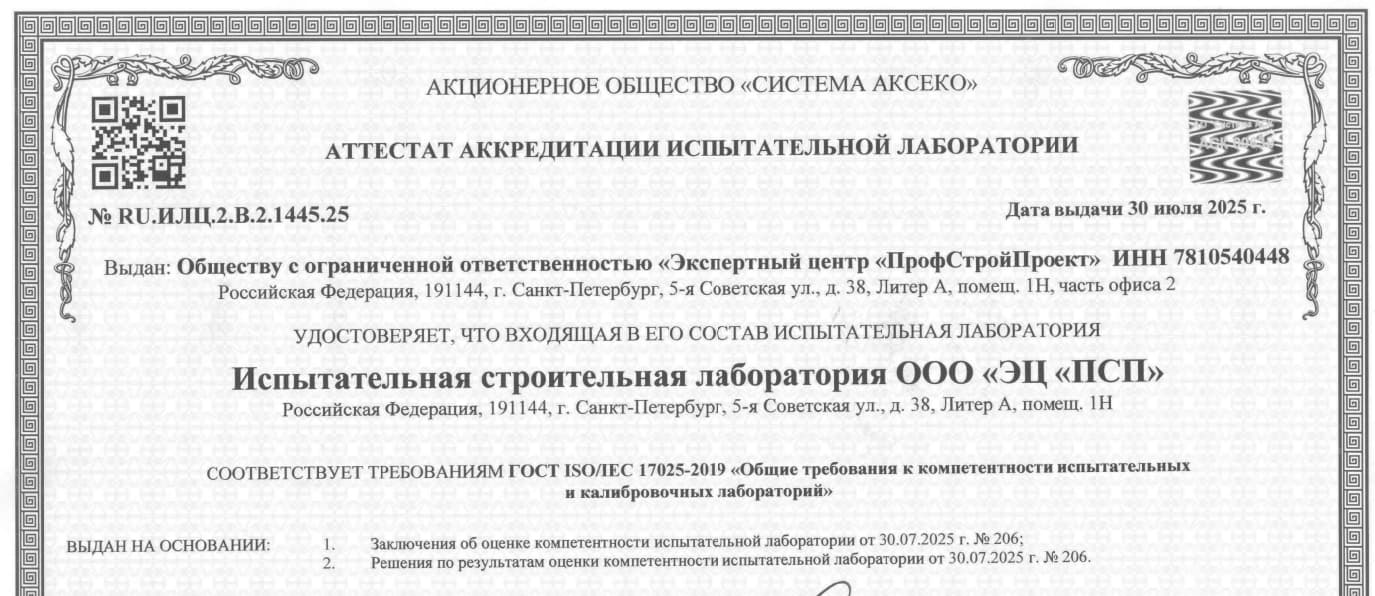 АКЦИОНЕРНОЕ ОБЩЕСТВО «СИСТЕМА АКСЕКО»
АТТЕСТАТ АККРЕДИТАЦИИ ИСПЫТАТЕЛЬНОЙ ЛАБОРАТОРИИ
№ RU.ИЛЦ.2.В.2.1445.25
Дата выдачи 30 июля 2025 г.
Выдан: Обществу с ограниченной ответственностью «Экспертный центр «ПрофСтройПроект» ИНН 7810540448
Российская Федерация, 191144, г. Санкт-Петербург, 5-я Советская ул., д. 38, Литер А, помещ. 1Н, часть офиса 2
УДОСТОВЕРЯЕТ, ЧТО ВХОДЯЩАЯ В ЕГО СОСТАВ ИСПЫТАТЕЛЬНАЯ ЛАБОРАТОРИЯ
Испытательная строительная лаборатория ООО «ЭЦ «ПСП»
Российская Федерация, 191144, г. Санкт-Петербург, 5-я Советская ул., д. 38, Литер А, помещ. 1Н
СООТВЕТСТВУЕТ ТРЕБОВАНИЯМ ГОСТ ISO/IEC 17025-2019 «Общие требования к компетентности испытательных
и калибровочных лабораторий»
ВЫДАН НА ОСНОВАНИИ: 1. Заключения об оценке компетентности испытательной лаборатории от 30.07.2025 г. № 206;
2. Решения по результатам оценки компетентности испытательной лаборатории от 30.07.2025 г. № 206.